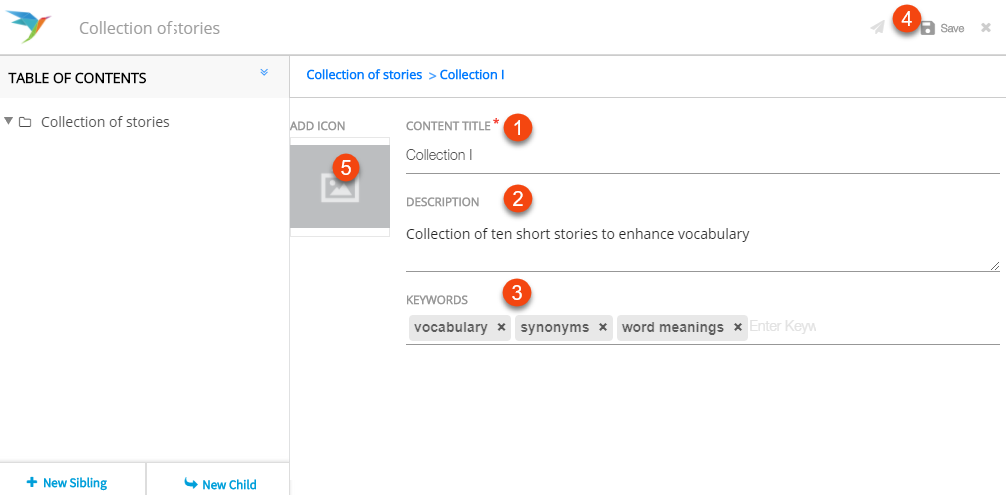 Collection of stories
4
Save
TABLE OF CONTENTS
Collection of stories > Collection I
Collection of stories
ADD ICON
5
CONTENT TITLE* 1
Collection I
DESCRIPTION 2
Collection of ten short stories to enhance vocabulary
KEYWORDS 3
vocabulary × synonyms × word meanings × Enter Keyw
+ New Sibling
New Child